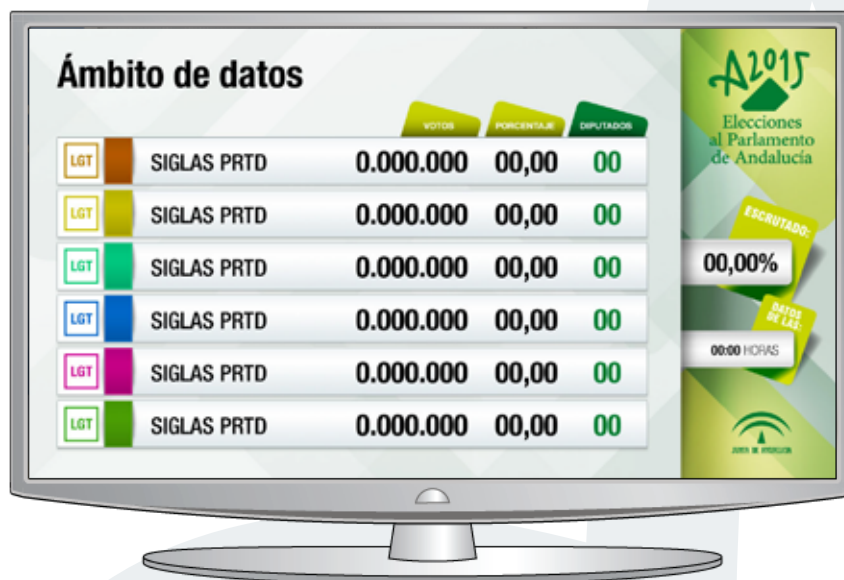 Ámbito de datos
VOTOS PORCENTAJE DIPUTADOS
LGT SIGLAS PRTD 0.000.000 00,00 00
LGT SIGLAS PRTD 0.000.000 00,00 00
LGT SIGLAS PRTD 0.000.000 00,00 00
LGT SIGLAS PRTD 0.000.000 00,00 00
LGT SIGLAS PRTD 0.000.000 00,00 00
LGT SIGLAS PRTD 0.000.000 00,00 00
A2015
Elecciones
al Parlamento
de Andalucía
ESCRUTADO:
00,00%
DATOS
DE LAS:
00:00 HORAS
JUNTA DE ANDALUCIA